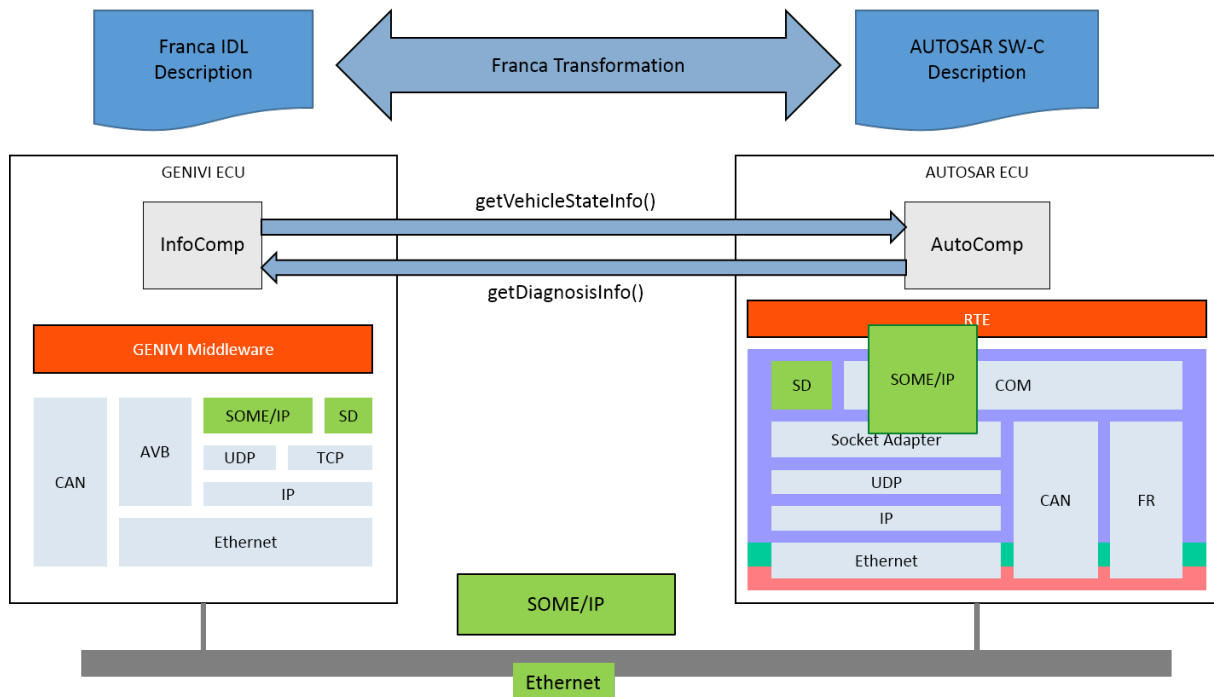 Franca IDL
Description
Franca Transformation
AUTOSAR SW-C
Description
GENIVI ECU
AUTOSAR ECU
InfoComp
getVehicleStateInfo()
AutoComp
getDiagnosisInfo()
GENIVI Middleware
RTE
SOME/IP
SD
COM
SOME/IP
SD
AVB
CAN
UDP
TCP
IP
Ethernet
Socket Adapter
UDP
IP
Ethernet
CAN
FR
SOME/IP
Ethernet